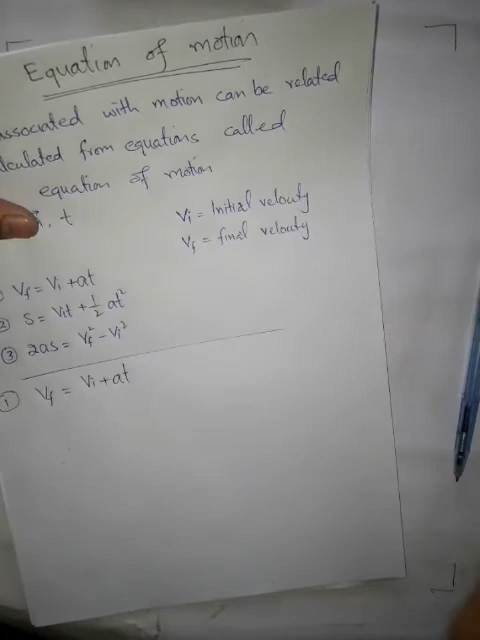 Equation of motion
associated with motion can be related
lculated from equations called
equation of motion
, t
Vi = Initial velocity
Vf = final velocity
Vf = Vi + at
2) S = Vit + 1/2 at²
③ 2as = Vf² - Vi²
① Vf = Vi + at